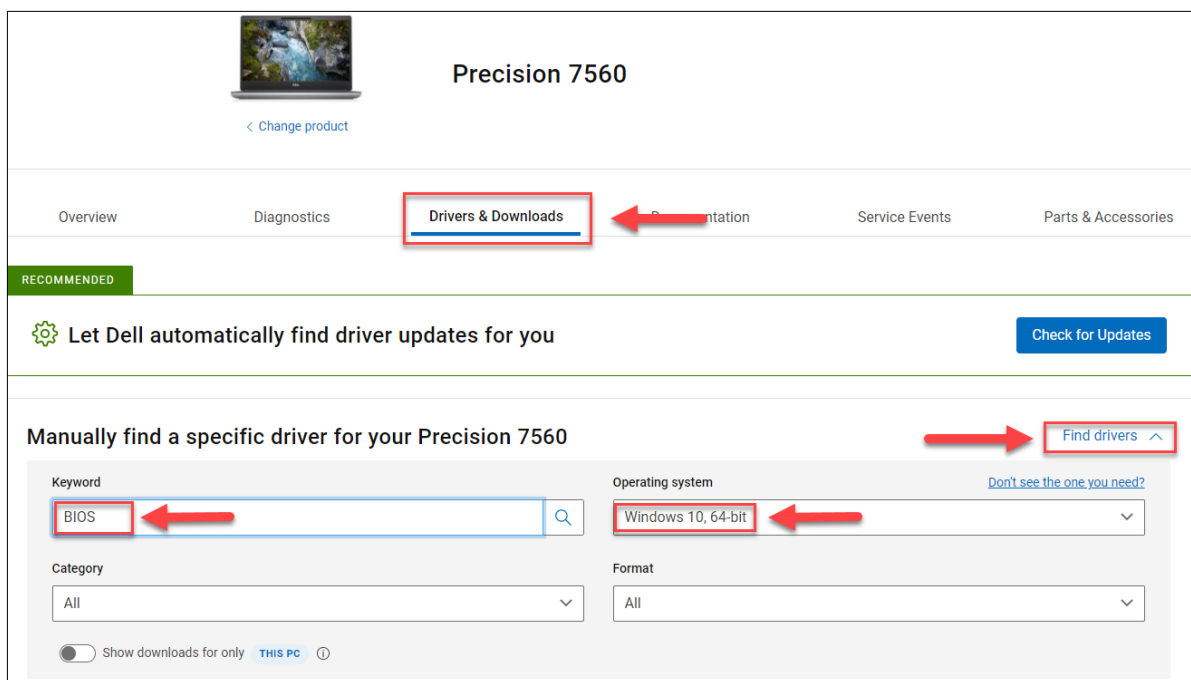 Precision 7560
Change product
Overview Diagnostics Drivers & Downloads Service Events Parts & Accessories
RECOMMENDED
Let Dell automatically find driver updates for you Check for Updates
Manually find a specific driver for your Precision 7560 Find drivers
Keyword Operating system Don't see the one you need?
BIOS Windows 10, 64-bit
Category Format
All All
Show downloads for only THIS PC